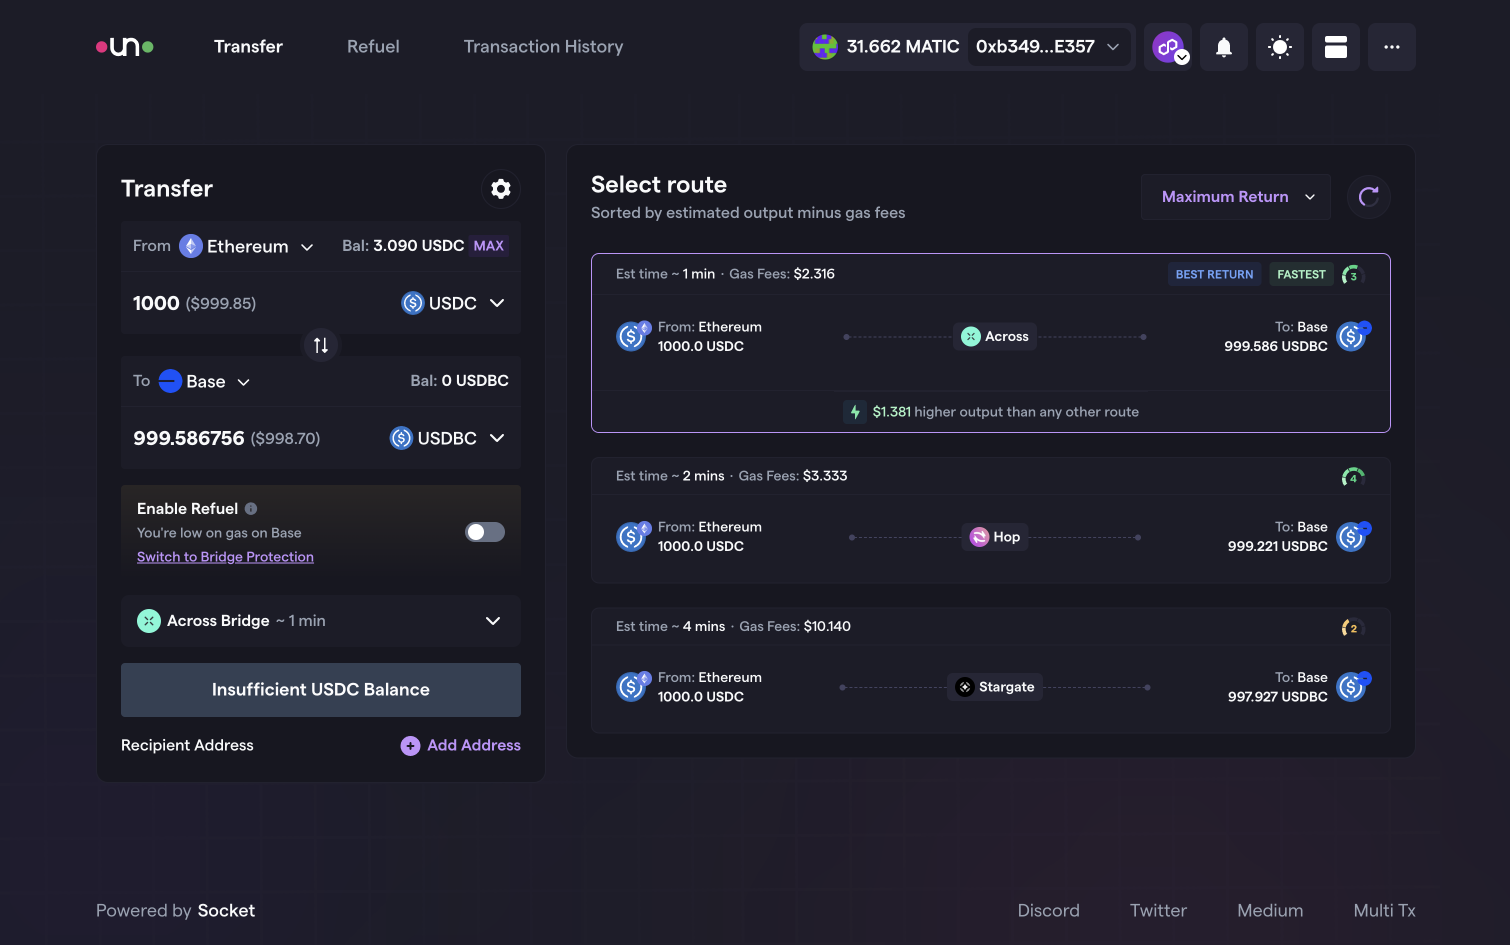 uno
Transfer
Refuel
Transaction History
31.662 MATIC
0xb349...E357
Transfer
From Ethereum
Bal: 3.090 USDC MAX
1000 ($999.85)
USDC
To Base
Bal: 0 USDBC
999.586756 ($998.70)
USDBC
Enable Refuel
You're low on gas on Base
Switch to Bridge Protection
Across Bridge ~ 1 min
Insufficient USDC Balance
Recipient Address
Add Address
Select route
Sorted by estimated output minus gas fees
Maximum Return
Est time ~ 1 min · Gas Fees: $2.316
BEST RETURN
FASTEST
3
From: Ethereum
1000.0 USDC
Across
To: Base
999.586 USDBC
$1.381 higher output than any other route
Est time ~ 2 mins · Gas Fees: $3.333
4
From: Ethereum
1000.0 USDC
Hop
To: Base
999.221 USDBC
Est time ~ 4 mins · Gas Fees: $10.140
2
From: Ethereum
1000.0 USDC
Stargate
To: Base
997.927 USDBC
Powered by Socket
Discord
Twitter
Medium
Multi Tx